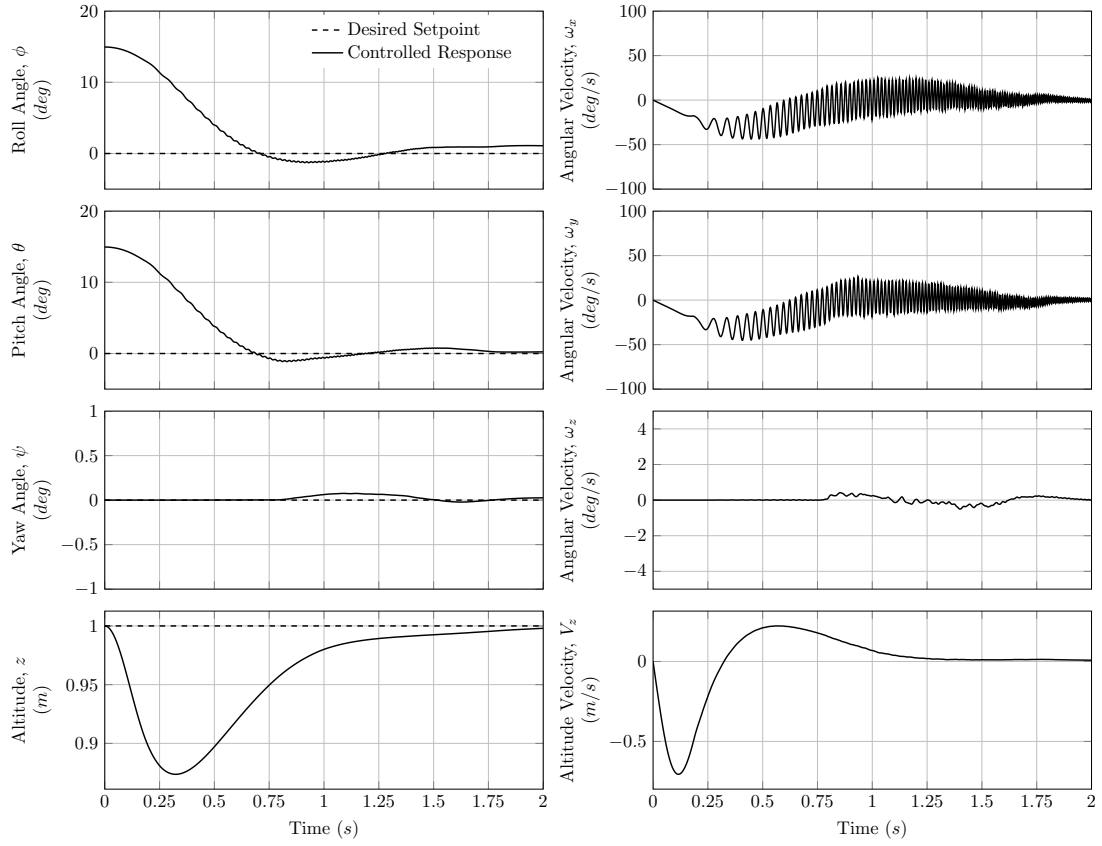 Roll Angle, ϕ
(deg)
20
10
0
Desired Setpoint
Controlled Response
Angular Velocity, ωx
(deg/s)
100
50
0
−50
−100
Pitch Angle, θ
(deg)
20
10
0
Angular Velocity, ωy
(deg/s)
100
50
0
−50
−100
Yaw Angle, ψ
(deg)
1
0.5
0
−0.5
−1
Angular Velocity, ωz
(deg/s)
4
2
0
−2
−4
Altitude, z
(m)
1
0.95
0.9
0 0.25 0.5 0.75 1 1.25 1.5 1.75 2
Time (s)
Altitude Velocity, Vz
(m/s)
0
−0.5
0 0.25 0.5 0.75 1 1.25 1.5 1.75 2
Time (s)